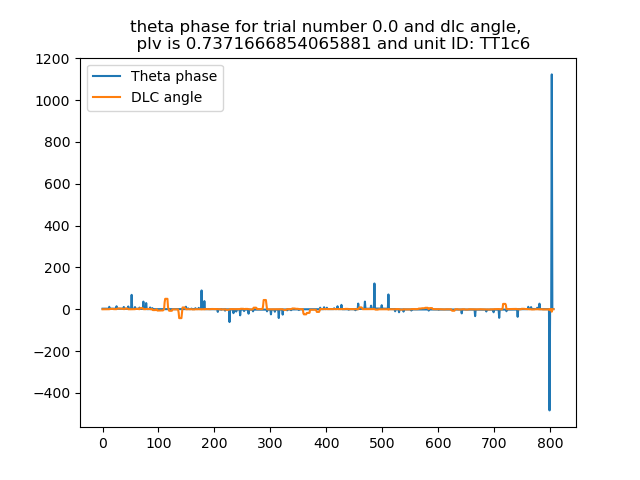 theta phase for trial number 0.0 and dlc angle,
plv is 0.7371666854065881 and unit ID: TT1c6
Theta phase
DLC angle
1200
1000
800
600
400
200
0
−200
−400
0 100 200 300 400 500 600 700 800